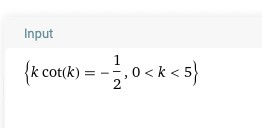 Input
{k cot(k) = -1/2, 0 < k < 5}